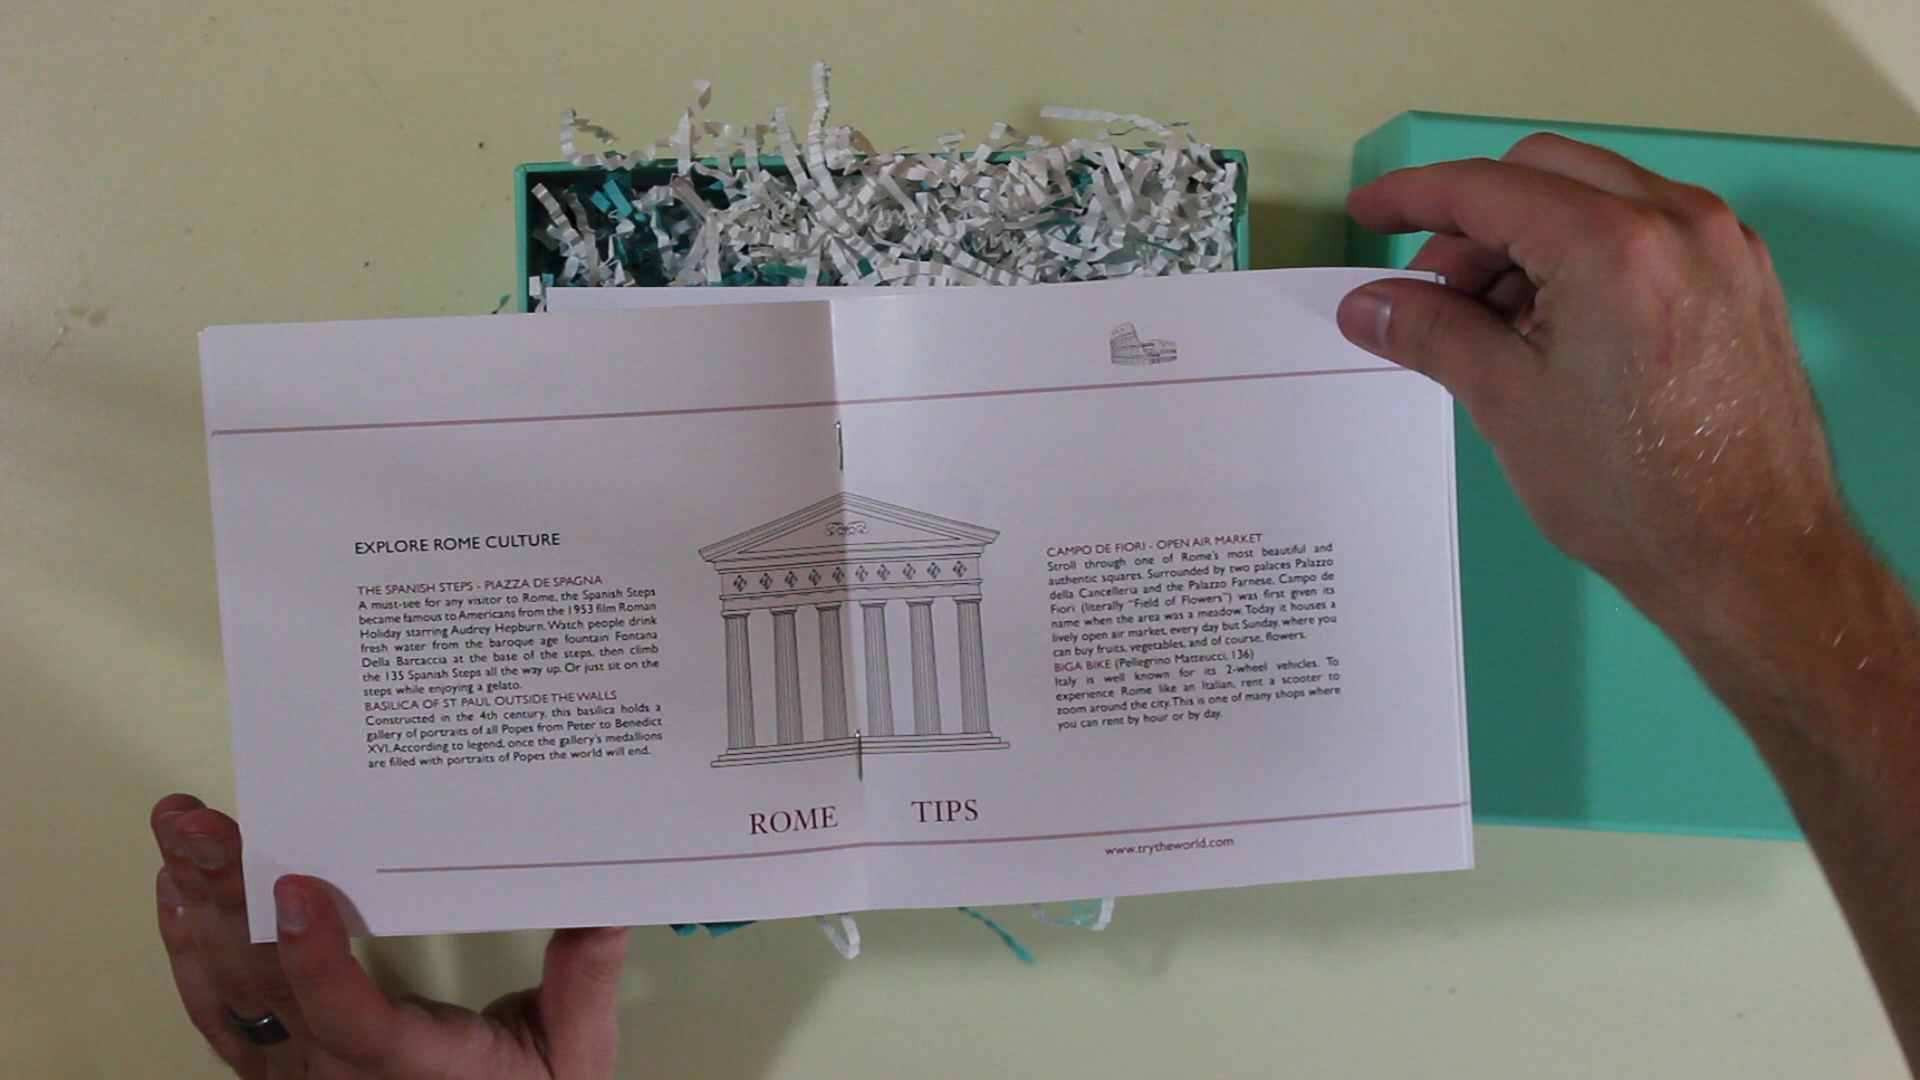 EXPLORE ROME CULTURE
THE SPANISH STEPS - PIAZZA DE SPAGNA
A must-see for any visitor to Rome, the Spanish Steps
became famous to Americans from the 1953 film Roman
Holiday starring Audrey Hepburn. Watch people drink
fresh water from the baroque age fountain Fontana
Della Barcaccia at the base of the steps, then climb
the 135 Spanish Steps all the way up. Or just sit on the
steps while enjoying a gelato.
BASILICA OF ST PAUL OUTSIDE THE WALLS
Constructed in the 4th century, this basilica holds a
gallery of portraits of all Popes from Peter to Benedict
XVI. According to legend, once the gallery's medallions
are filled with portraits of Popes the world will end.
CAMPO DE FIORI - OPEN AIR MARKET
Stroll through one of Rome's most beautiful and
authentic squares. Surrounded by two palaces Palazzo
della Cancelleria and the Palazzo Farnese, Campo de
Fiori (literally "Field of Flowers") was first given its
name when the area was a meadow. Today it houses a
lively open air market, every day but Sunday, where you
can buy fruits, vegetables, and of course, flowers.
BIGA BIKE (Pellegrino Matteucci, 136)
Italy is well known for its 2-wheel vehicles. To
experience Rome like an Italian, rent a scooter to
zoom around the city. This is one of many shops where
you can rent by hour or by day.
ROME TIPS
www.trytheworld.com